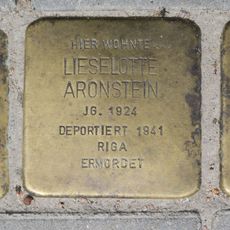 HIER WOHNTE
LIESELOTTE
ARONSTEIN
JG. 1924
DEPORTIERT 1941
RIGA
ERMORDET